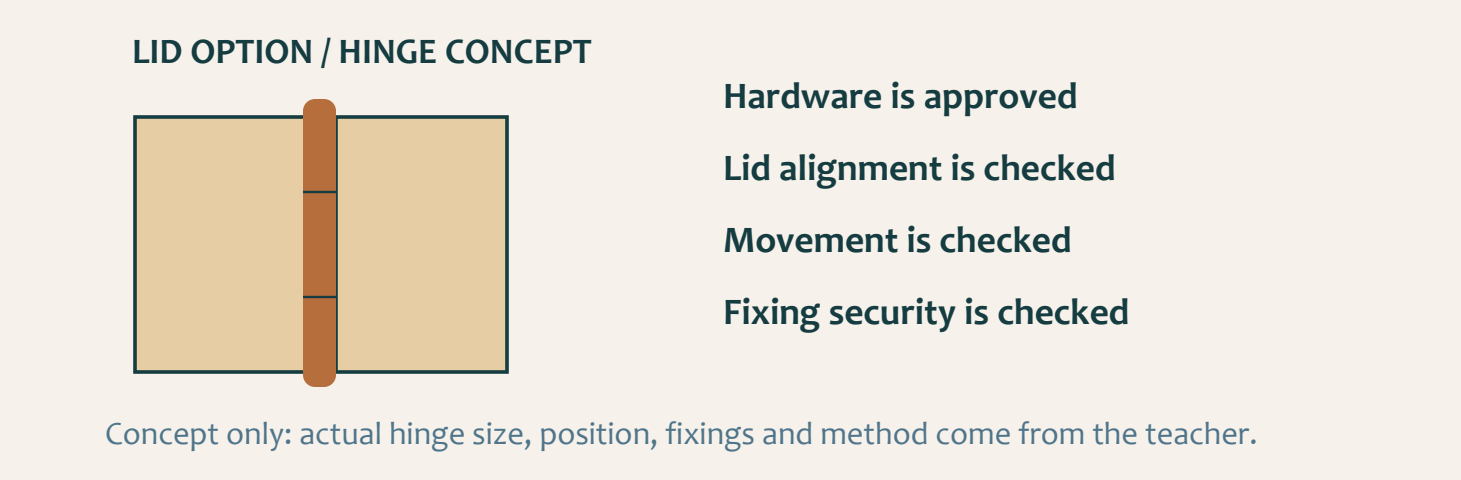 LID OPTION / HINGE CONCEPT
Hardware is approved
Lid alignment is checked
Movement is checked
Fixing security is checked
Concept only: actual hinge size, position, fixings and method come from the teacher.